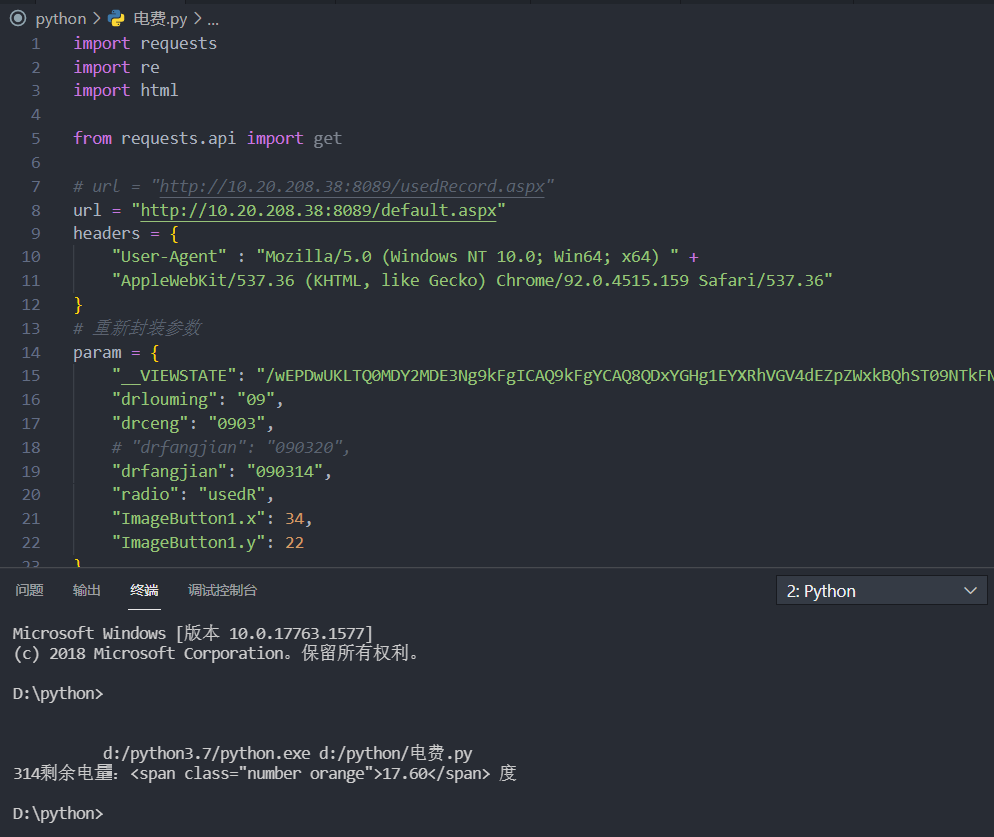 python > 电费.py > ...
1 import requests
2 import re
3 import html
4
5 from requests.api import get
6
7 # url = "http://10.20.208.38:8089/usedRecord.aspx"
8 url = "http://10.20.208.38:8089/default.aspx"
9 headers = {
10 "User-Agent" : "Mozilla/5.0 (Windows NT 10.0; Win64; x64) " +
11 "AppleWebKit/537.36 (KHTML, like Gecko) Chrome/92.0.4515.159 Safari/537.36"
12 }
13 # 重新封装参数
14 param = {
15 "__VIEWSTATE": "/wEPDwUKLTQ0MDY2MDE3Ng9kFgICAQ9kFgYCAQ8QDxYGHg1EYXRhVGV4dEZpZWxkBQhST09NTkFN
16 "drlouming": "09",
17 "drceng": "0903",
18 # "drfangjian": "090320",
19 "drfangjian": "090314",
20 "radio": "usedR",
21 "ImageButton1.x": 34,
22 "ImageButton1.y": 22
23 }
问题 输出 终端 调试控制台 2: Python
Microsoft Windows [版本 10.0.17763.1577]
(c) 2018 Microsoft Corporation。保留所有权利。
D:\python>
d:/python3.7/python.exe d:/python/电费.py
314剩余电量：<span class="number orange">17.60</span> 度
D:\python>